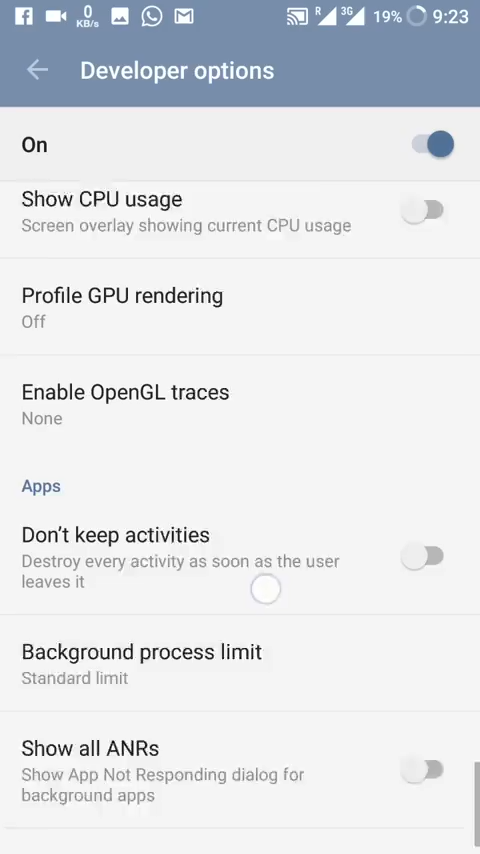 0
KB/s
R
3G
19%
9:23
Developer options
On
Show CPU usage
Screen overlay showing current CPU usage
Profile GPU rendering
Off
Enable OpenGL traces
None
Apps
Don't keep activities
Destroy every activity as soon as the user
leaves it
Background process limit
Standard limit
Show all ANRs
Show App Not Responding dialog for
background apps